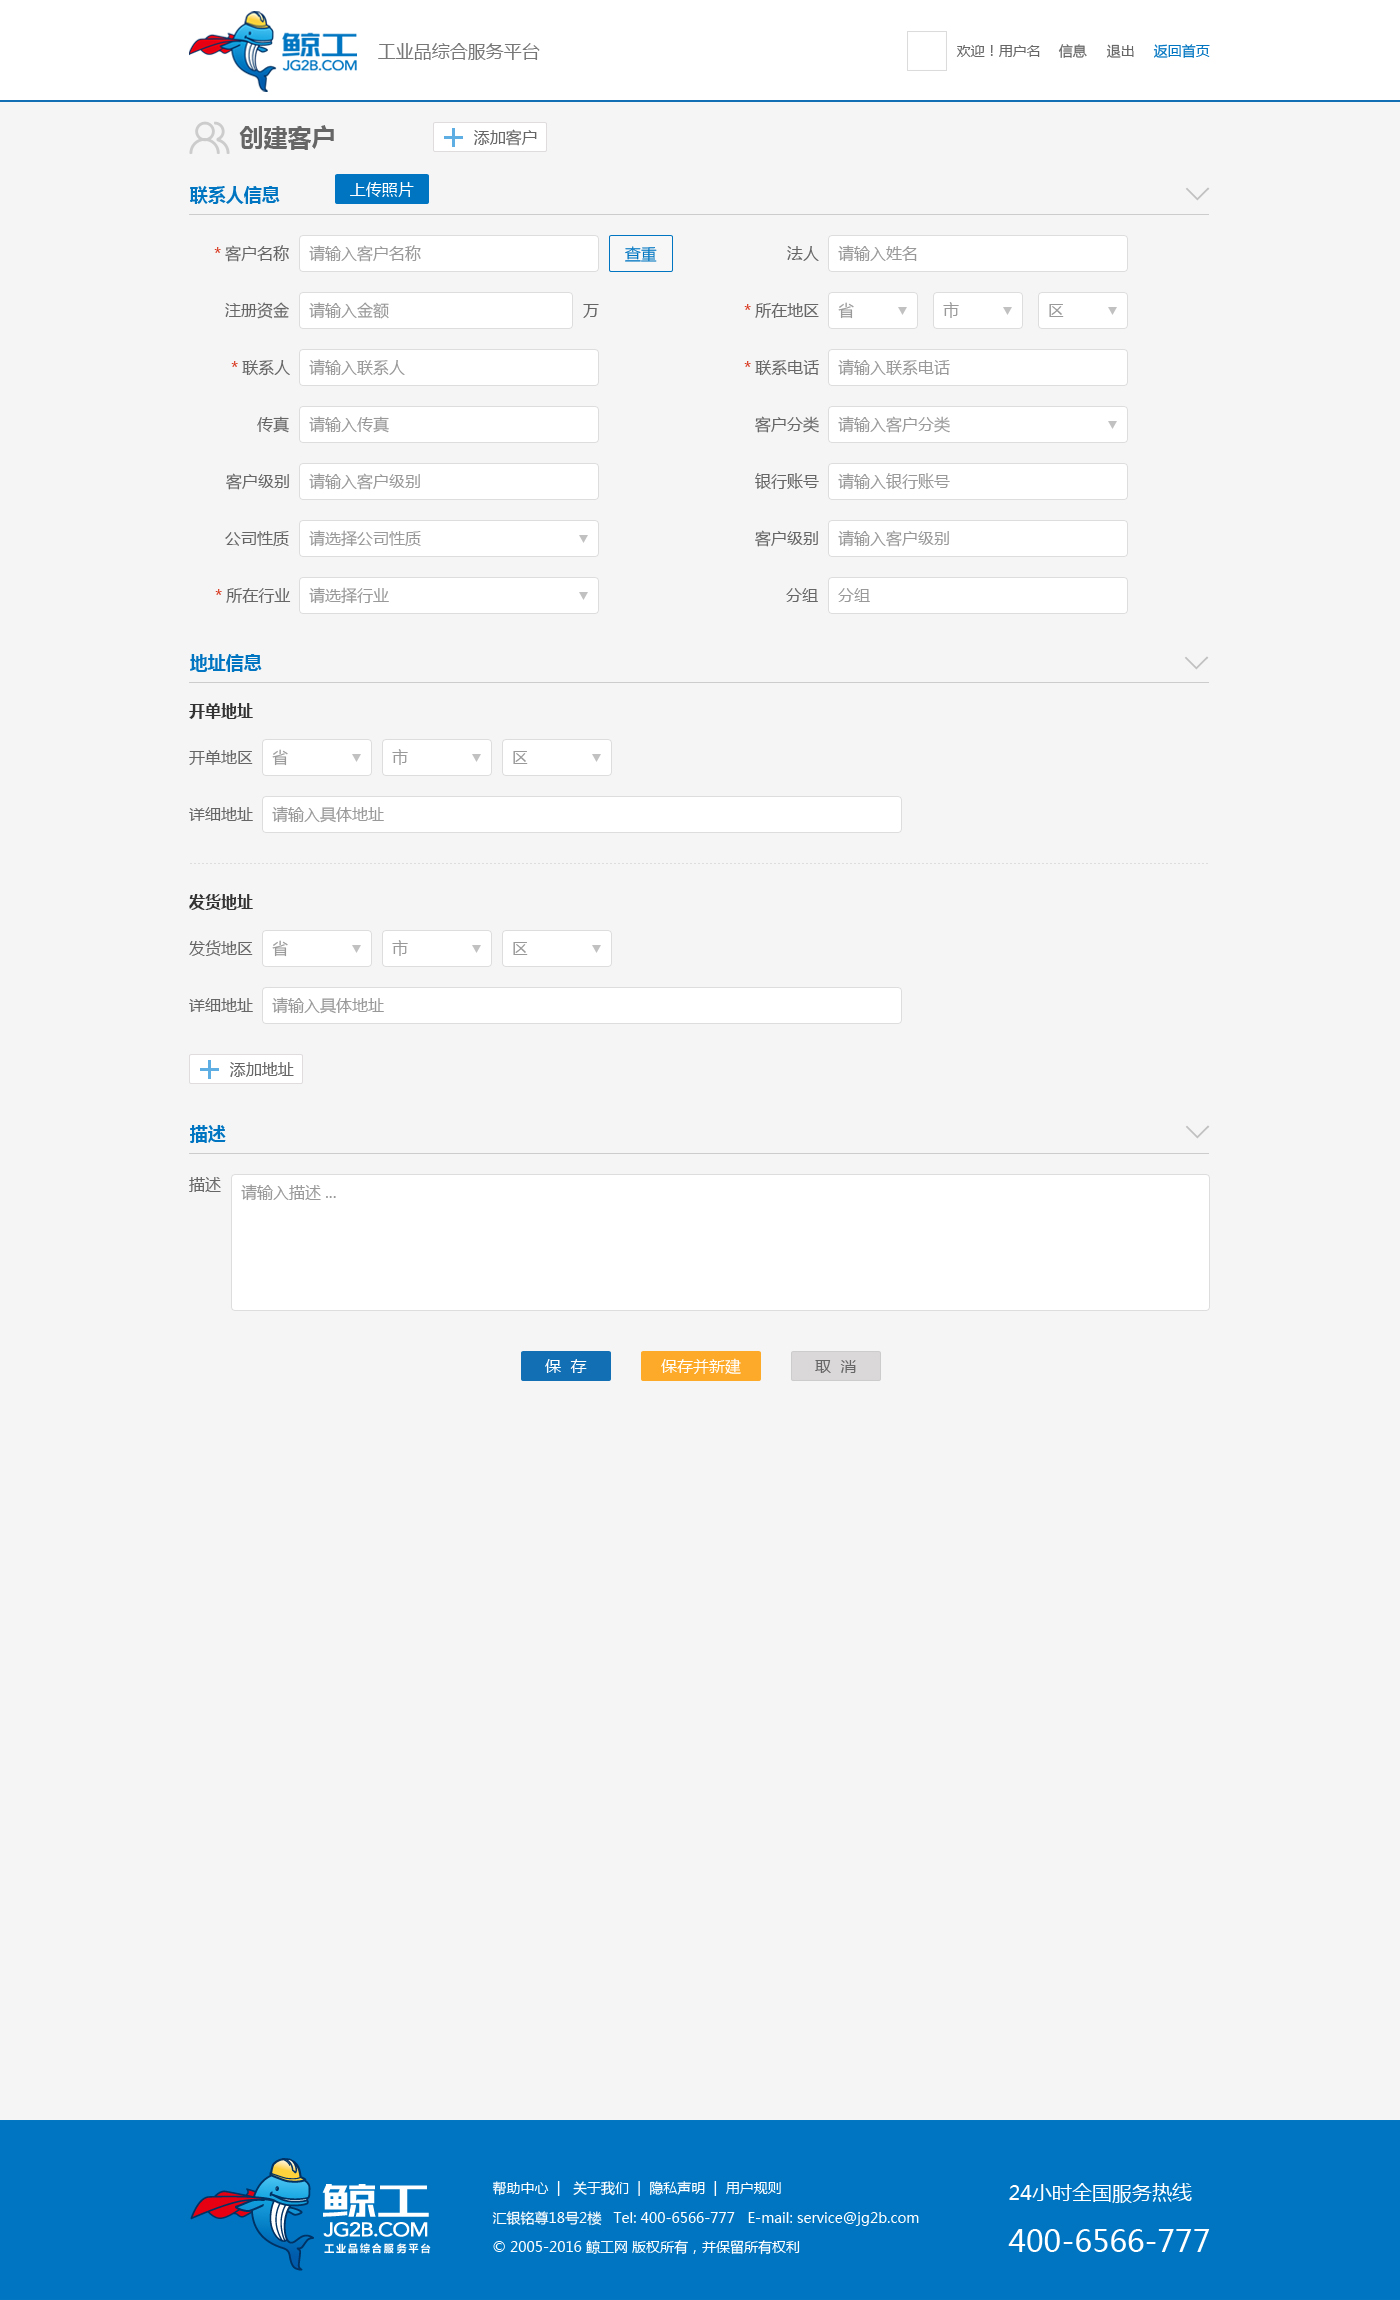 鲸工
JG2B.COM
工业品综合服务平台
欢迎！用户名 信息 退出 返回首页
创建客户 添加客户
联系人信息 上传照片
* 客户名称 请输入客户名称 查重 法人 请输入姓名
注册资金 请输入金额 万 * 所在地区 省 市 区
* 联系人 请输入联系人 * 联系电话 请输入联系电话
传真 请输入传真 客户分类 请输入客户分类
客户级别 请输入客户级别 银行账号 请输入银行账号
公司性质 请选择公司性质 客户级别 请输入客户级别
* 所在行业 请选择行业 分组 分组
地址信息
开单地址
开单地区 省 市 区
详细地址 请输入具体地址
发货地址
发货地区 省 市 区
详细地址 请输入具体地址
添加地址
描述
描述 请输入描述 ...
保 存 保存并新建 取 消
鲸工
JG2B.COM
工业品综合服务平台
帮助中心 | 关于我们 | 隐私声明 | 用户规则
汇银铭尊18号2楼 Tel: 400-6566-777 E-mail: service@jg2b.com
© 2005-2016 鲸工网 版权所有，并保留所有权利
24小时全国服务热线
400-6566-777